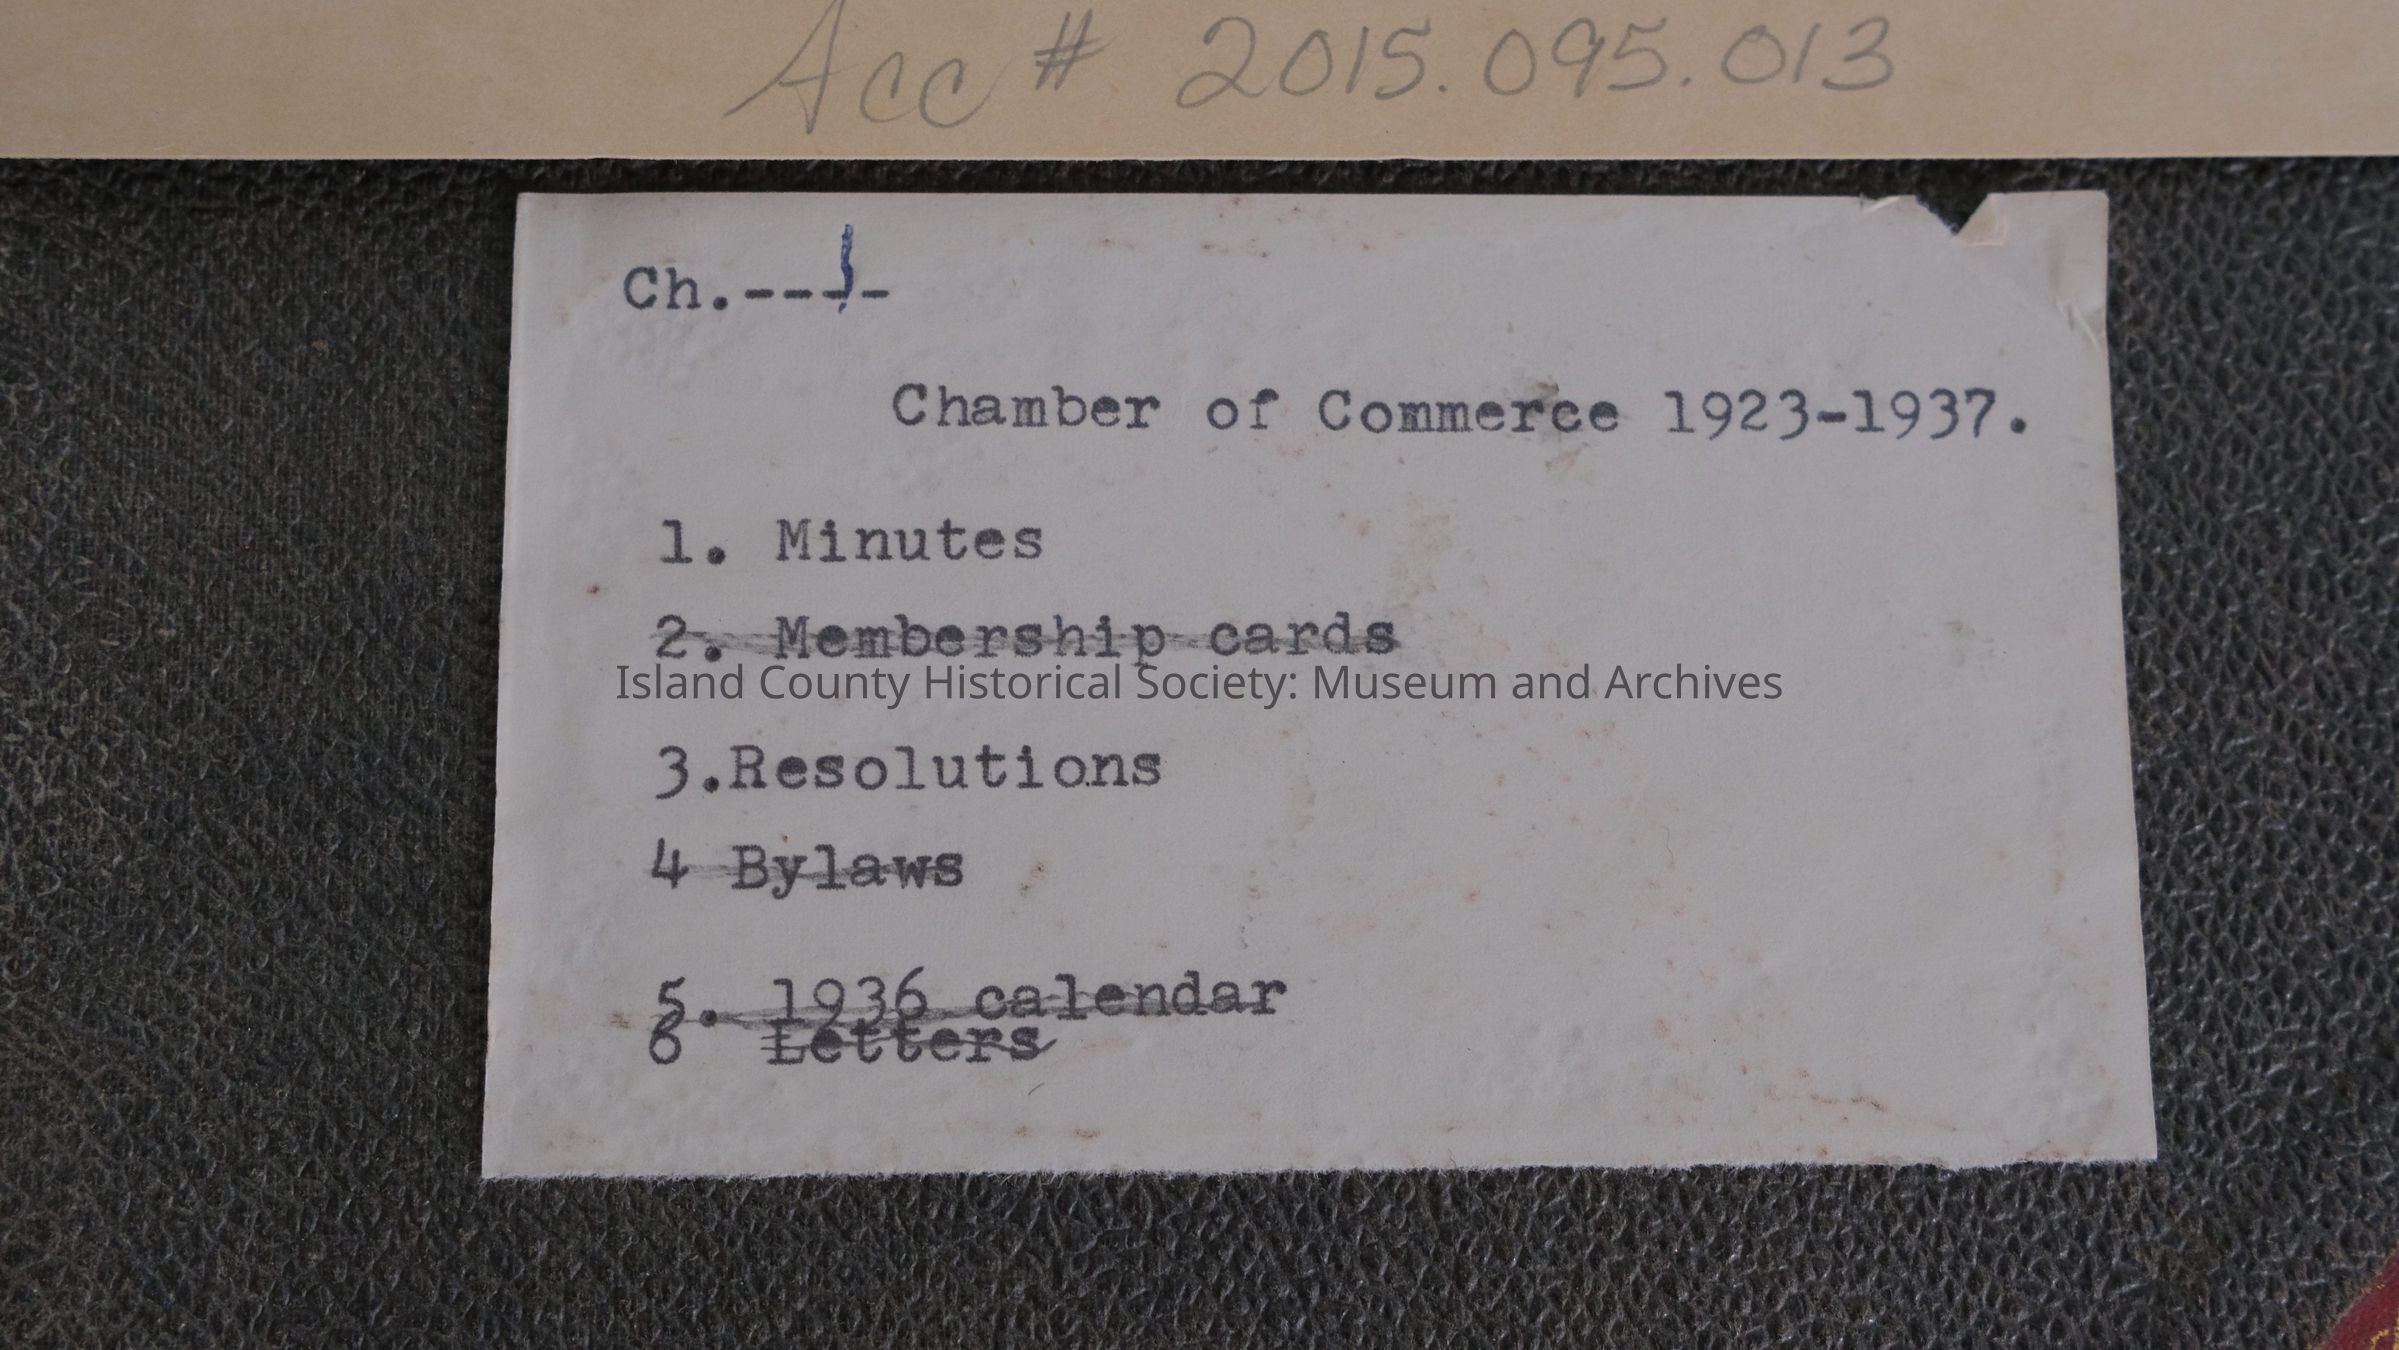 Acc # 2015.095.013
Ch.----1
Chamber of Commerce 1923-1937.
1. Minutes
2. Membership cards
Island County Historical Society: Museum and Archives
3.Resolutions
4 Bylaws
5. 1936 calendar
6 Letters